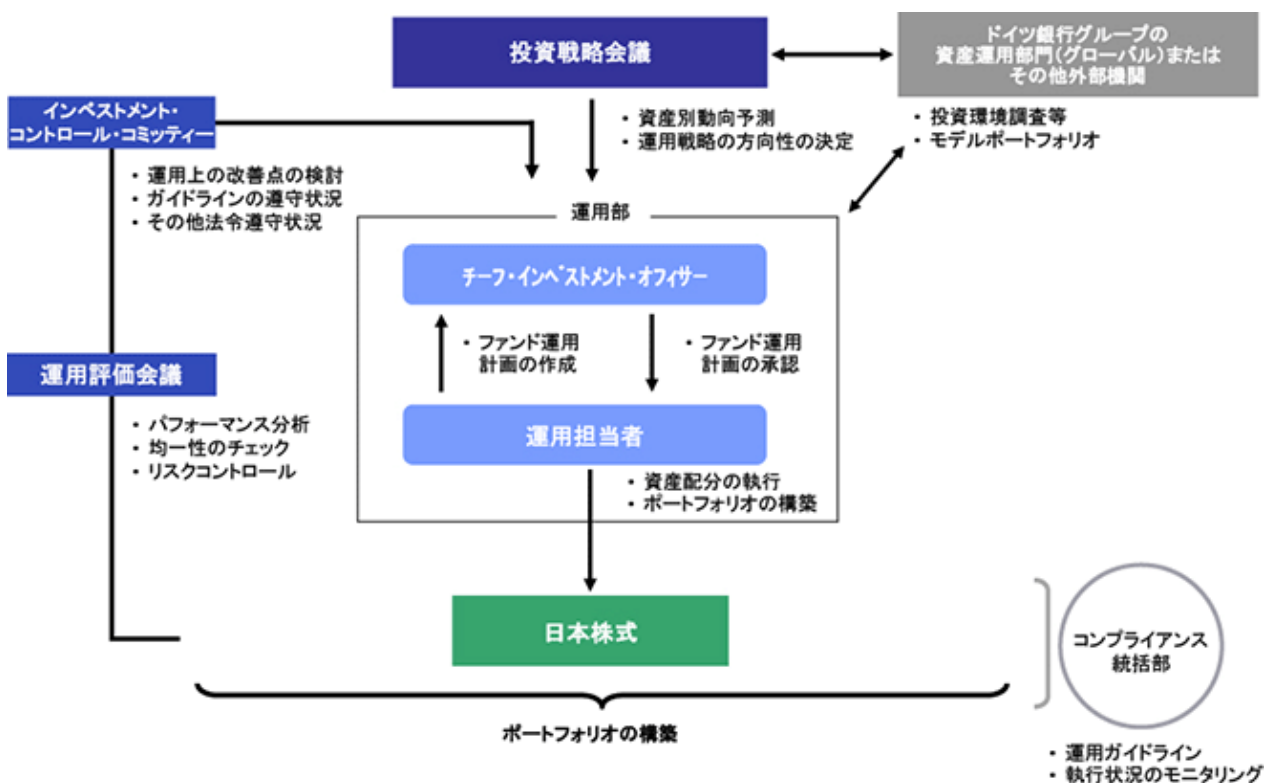 投資戦略会議
ドイツ銀行グループの
資産運用部門(グローバル)または
その他外部機関
・投資環境調査等
・モデルポートフォリオ
・資産別動向予測
・運用戦略の方向性の決定
インベストメント・
コントロール・コミッティー
・運用上の改善点の検討
・ガイドラインの遵守状況
・その他法令遵守状況
運用部
チーフ・インベストメント・オフィサー
・ファンド運用
計画の作成
・ファンド運用
計画の承認
運用評価会議
・パフォーマンス分析
・均一性のチェック
・リスクコントロール
運用担当者
・資産配分の執行
・ポートフォリオの構築
日本株式
コンプライアンス
統括部
ポートフォリオの構築
・運用ガイドライン
・執行状況のモニタリング